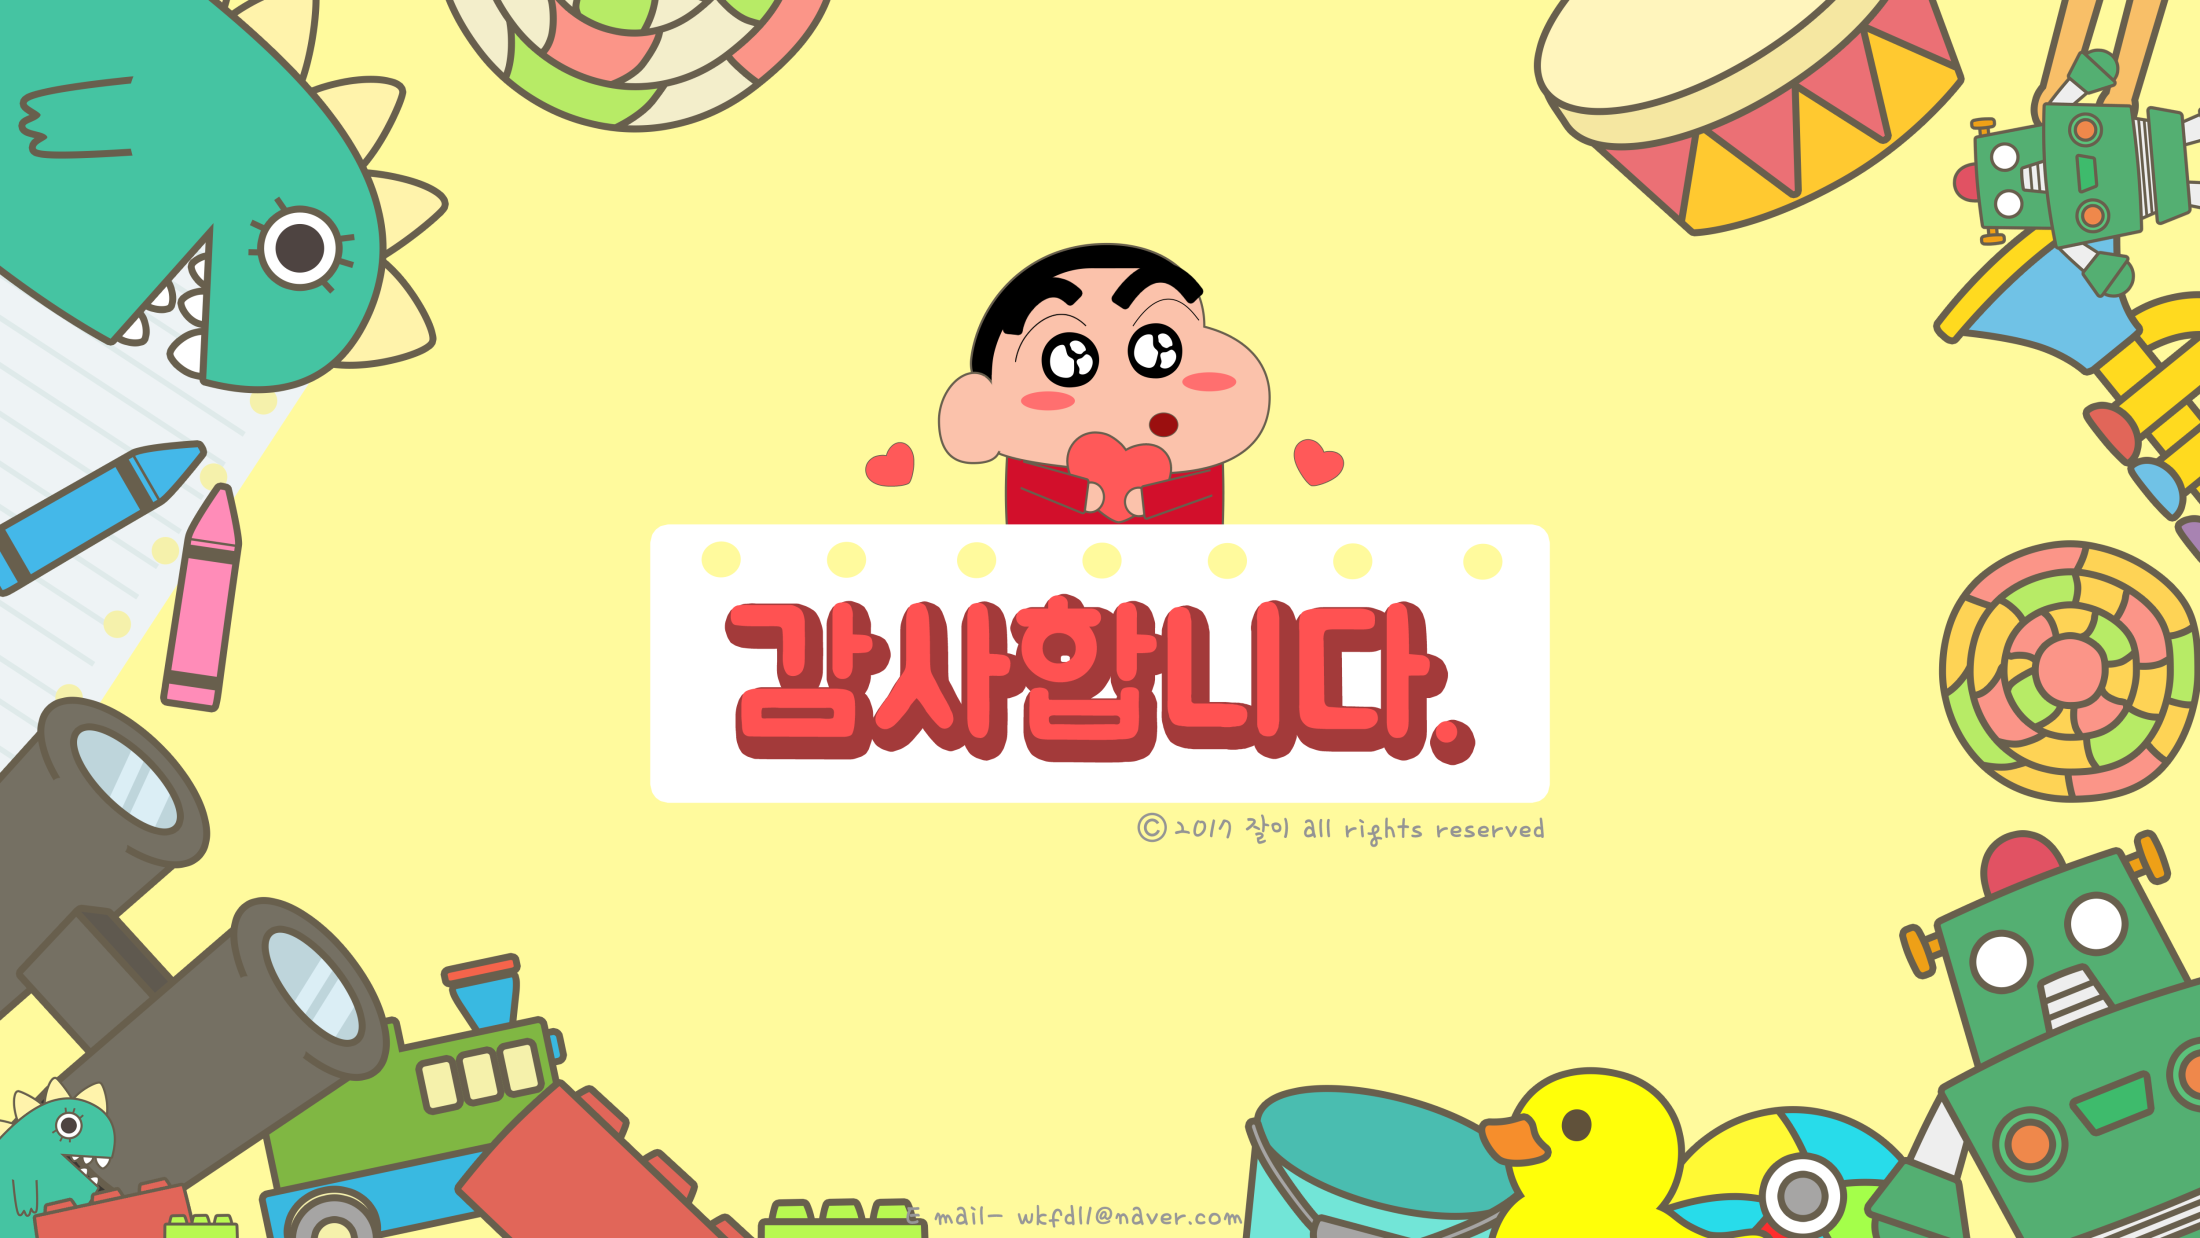 감사합니다.
ⓒ 2017 잘이 all rights reserved
E mail- wkfdl1@naver.com